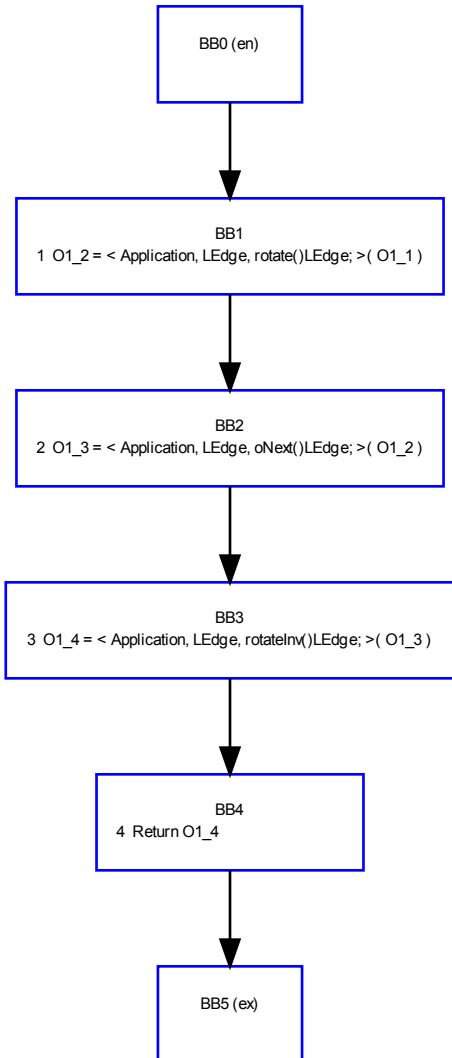 BB0 (en)
BB1
1 O1_2 = < Application, LEdge, rotate()LEdge; >( O1_1 )
BB2
2 O1_3 = < Application, LEdge, oNext()LEdge; >( O1_2 )
BB3
3 O1_4 = < Application, LEdge, rotateInv()LEdge; >( O1_3 )
BB4
4 Return O1_4
BB5 (ex)